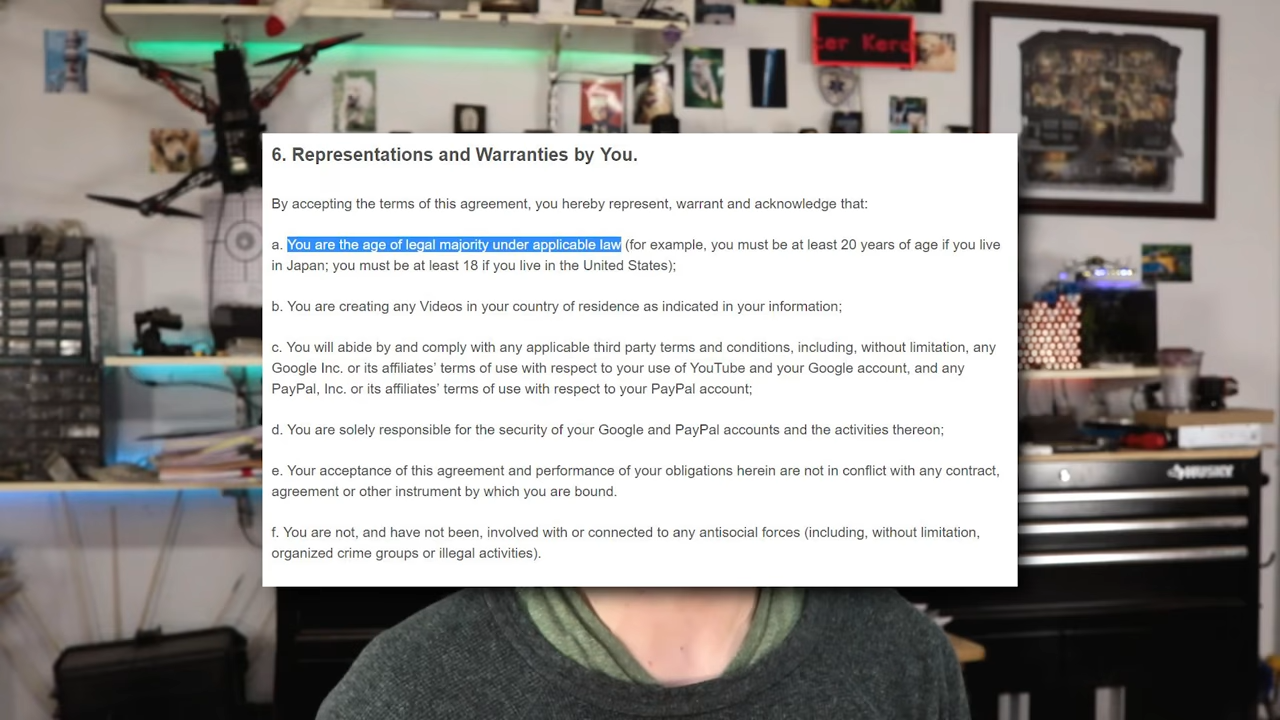 er Kere
6. Representations and Warranties by You.
By accepting the terms of this agreement, you hereby represent, warrant and acknowledge that:
a. You are the age of legal majority under applicable law (for example, you must be at least 20 years of age if you live
in Japan; you must be at least 18 if you live in the United States);
b. You are creating any Videos in your country of residence as indicated in your information;
c. You will abide by and comply with any applicable third party terms and conditions, including, without limitation, any
Google Inc. or its affiliates’ terms of use with respect to your use of YouTube and your Google account, and any
PayPal, Inc. or its affiliates’ terms of use with respect to your PayPal account;
d. You are solely responsible for the security of your Google and PayPal accounts and the activities thereon;
e. Your acceptance of this agreement and performance of your obligations herein are not in conflict with any contract,
agreement or other instrument by which you are bound.
f. You are not, and have not been, involved with or connected to any antisocial forces (including, without limitation,
organized crime groups or illegal activities).
HUSKY